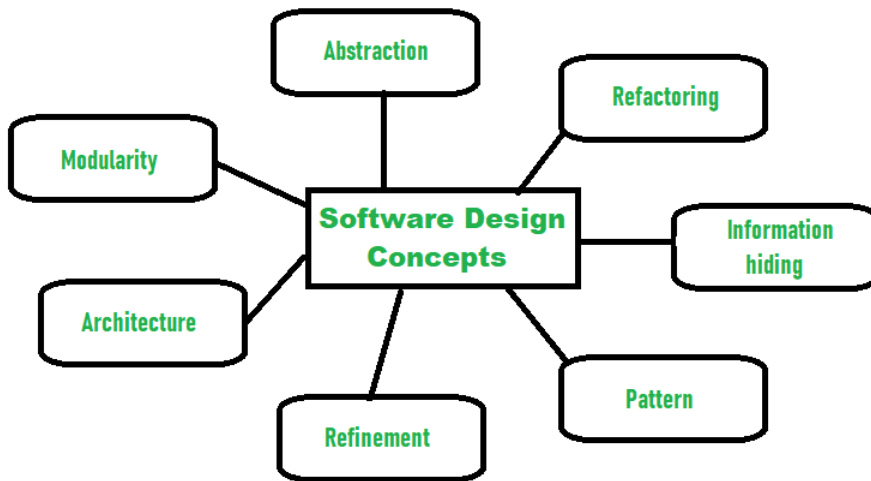 Abstraction
Refactoring
Modularity
Software Design
Concepts
Information
hiding
Architecture
Pattern
Refinement